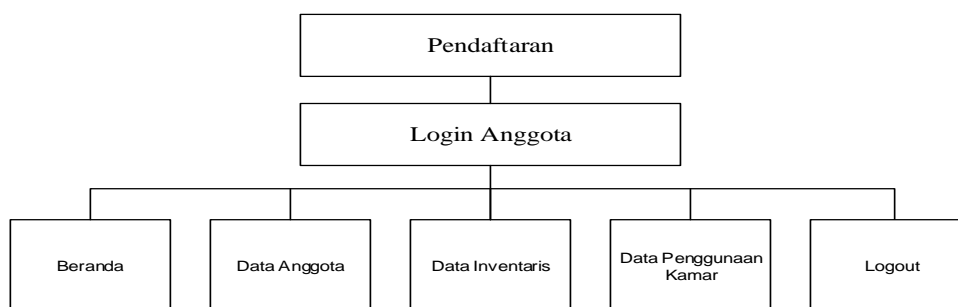 Pendaftaran
Login Anggota
Beranda
Data Anggota
Data Inventaris
Data Penggunaan
Kamar
Logout